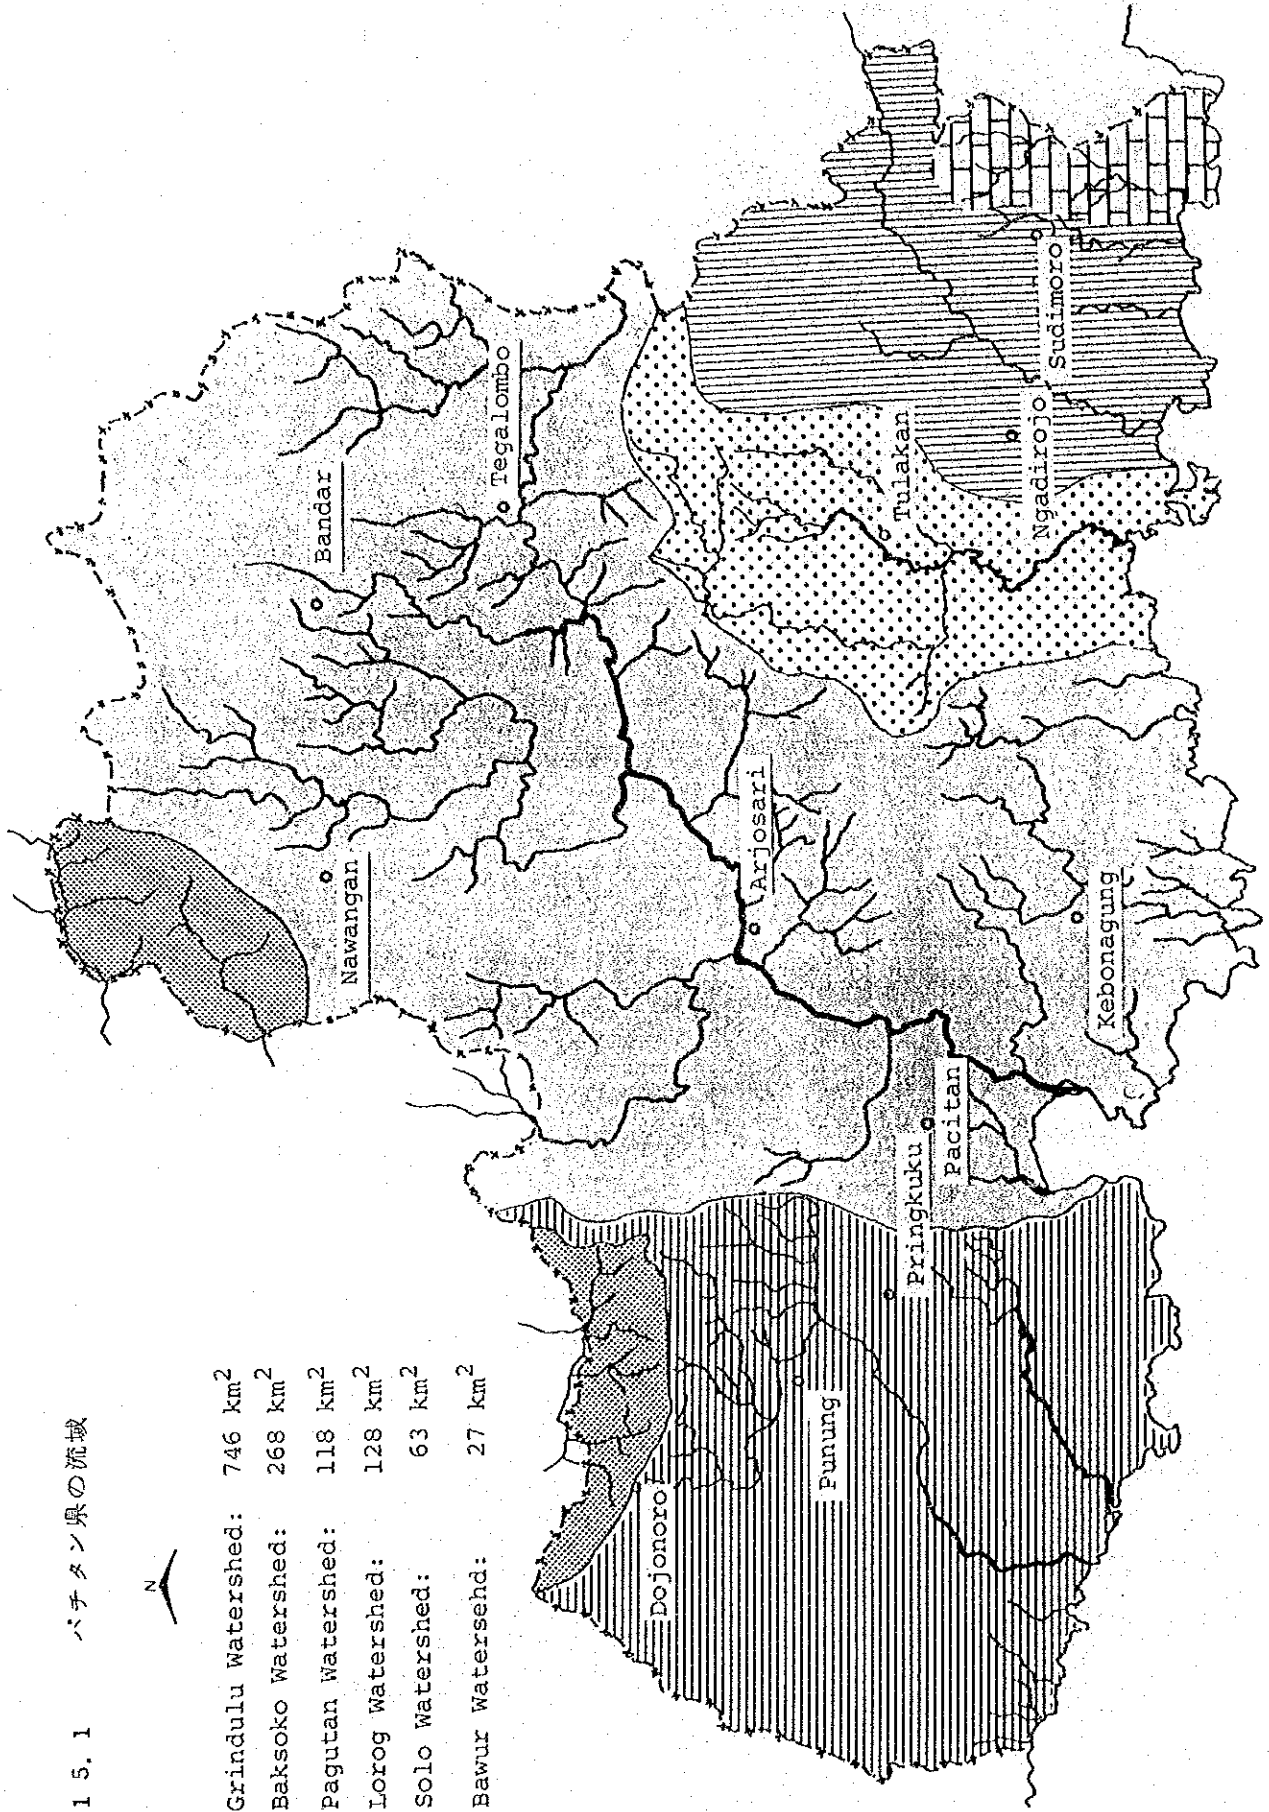 15.1 パチタン県の流域
N
Grindulu Watershed: 746 km²
Baksoko Watershed: 268 km²
Pagutan Watershed: 118 km²
Lorog Watershed: 128 km²
Solo Watershed: 63 km²
Bawur Watersehd: 27 km²
Nawangan
Bandar
Tegalombo
Arjosari
Tulakan
Ngadirojo
Sudimoro
Kebonagung
Pacitan
Pringkuku
Punung
Dojonoro